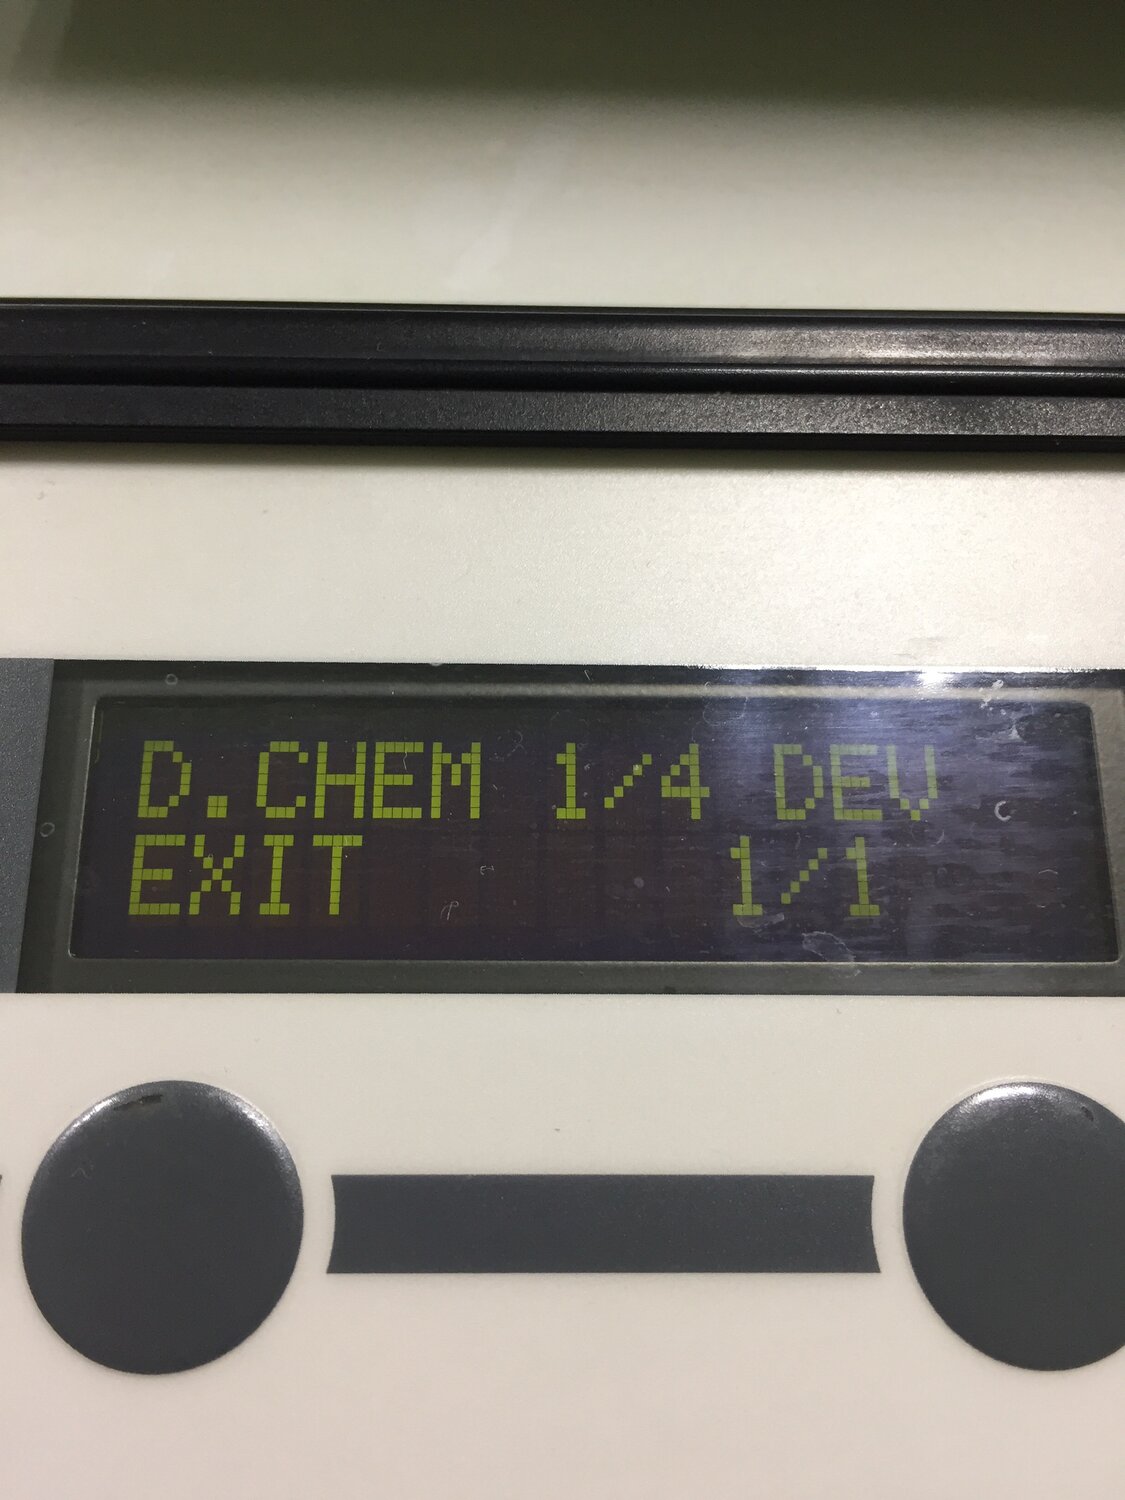 D.CHEM 1/4 DEV
EXIT 1/1